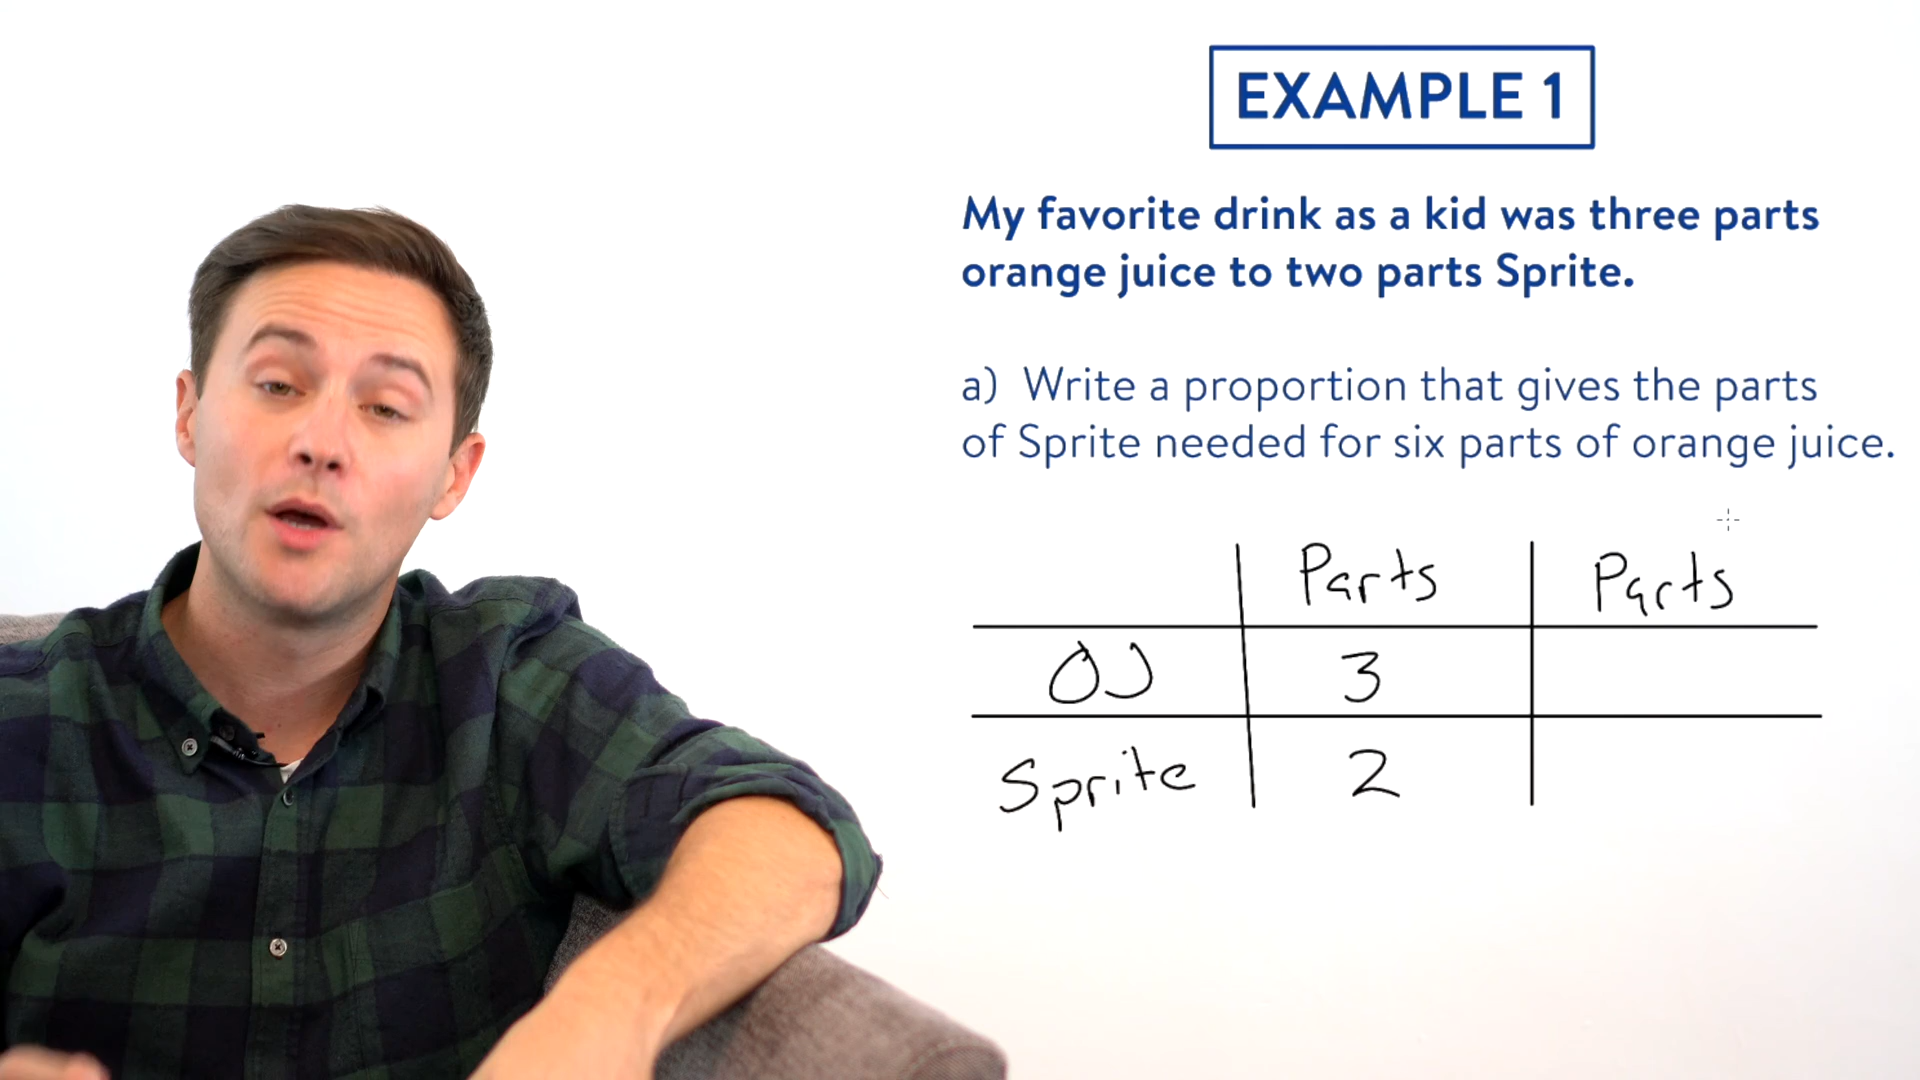 EXAMPLE 1
My favorite drink as a kid was three parts
orange juice to two parts Sprite.
a) Write a proportion that gives the parts
of Sprite needed for six parts of orange juice.
Parts Parts
OJ 3
Sprite 2